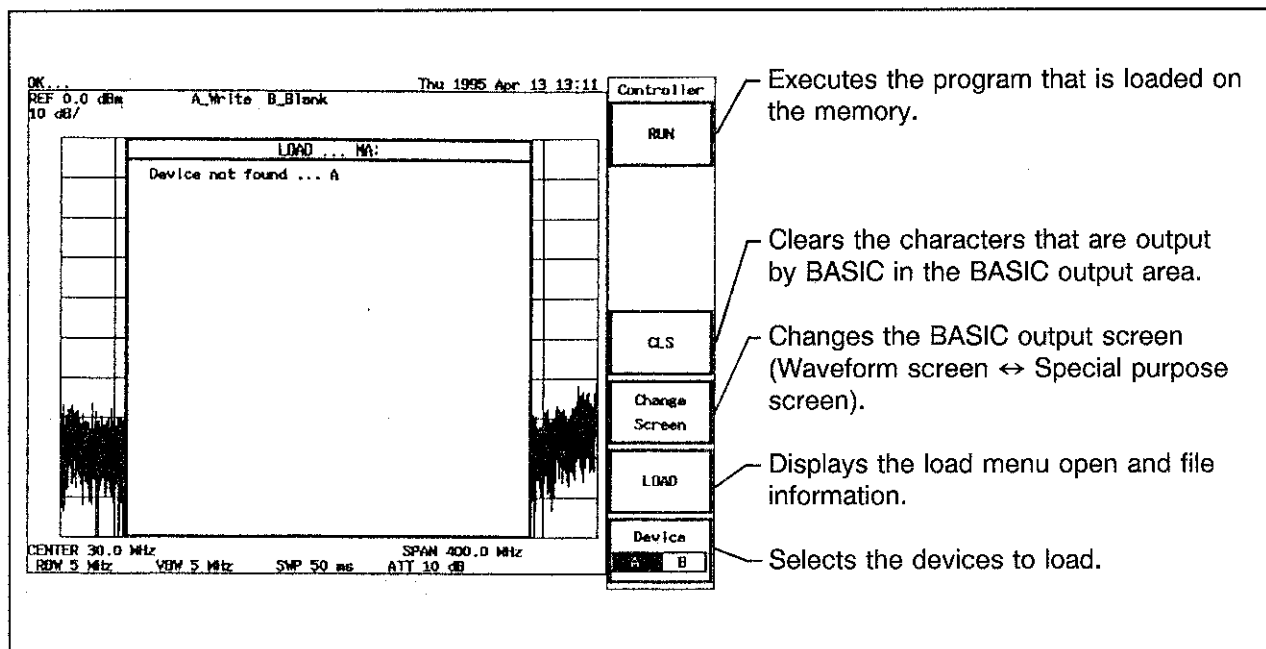 OK...
Thu 1995 Apr 13 13:11
REF 0.0 dBm A_Write B_Blank
10 dB/
LOAD ... MA:
Device not found ... A
CENTER 30.0 MHz SPAN 400.0 MHz
RBW 5 MHz VBW 5 MHz SWP 50 ms ATT 10 dB
Controller
RUN
CLS
Change
Screen
LOAD
Device
A B
Executes the program that is loaded on
the memory.
Clears the characters that are output
by BASIC in the BASIC output area.
Changes the BASIC output screen
(Waveform screen ↔ Special purpose
screen).
Displays the load menu open and file
information.
Selects the devices to load.